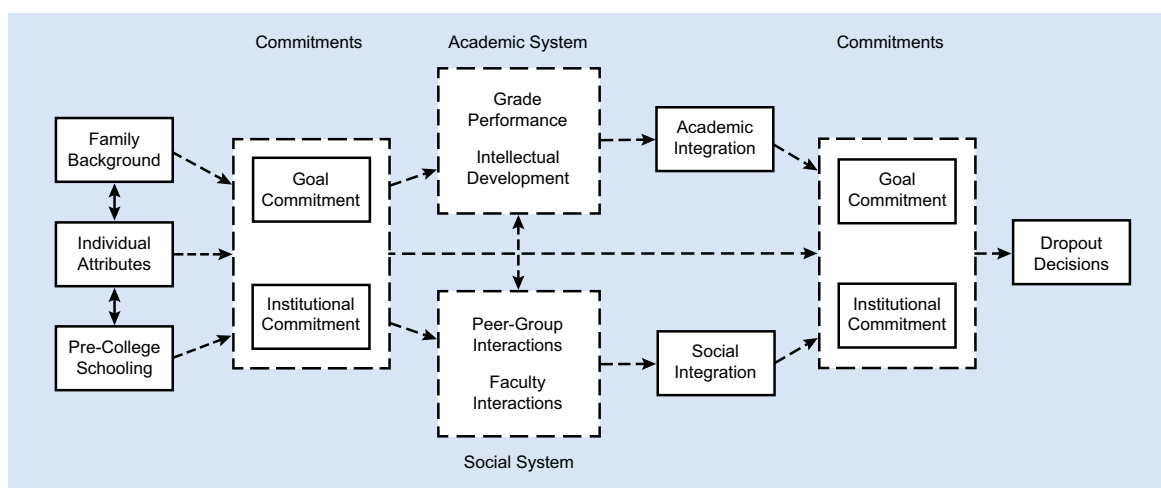 Commitments
Academic System
Commitments
Family
Background
Individual
Attributes
Pre-College
Schooling
Goal
Commitment
Institutional
Commitment
Grade
Performance
Intellectual
Development
Peer-Group
Interactions
Faculty
Interactions
Social System
Academic
Integration
Social
Integration
Goal
Commitment
Institutional
Commitment
Dropout
Decisions